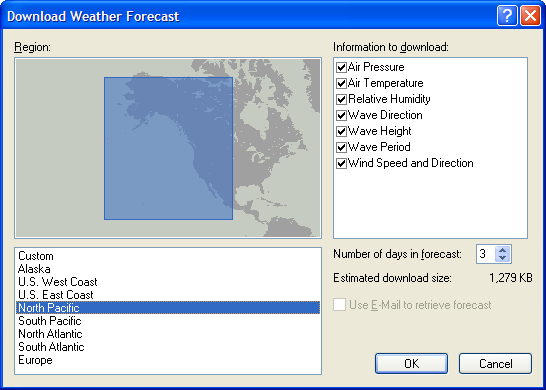 Download Weather Forecast
Region:
Information to download:
Air Pressure
Air Temperature
Relative Humidity
Wave Direction
Wave Height
Wave Period
Wind Speed and Direction
Custom
Alaska
U.S. West Coast
U.S. East Coast
North Pacific
South Pacific
North Atlantic
South Atlantic
Europe
Number of days in forecast: 3
Estimated download size: 1,279 KB
Use E-Mail to retrieve forecast
OK Cancel